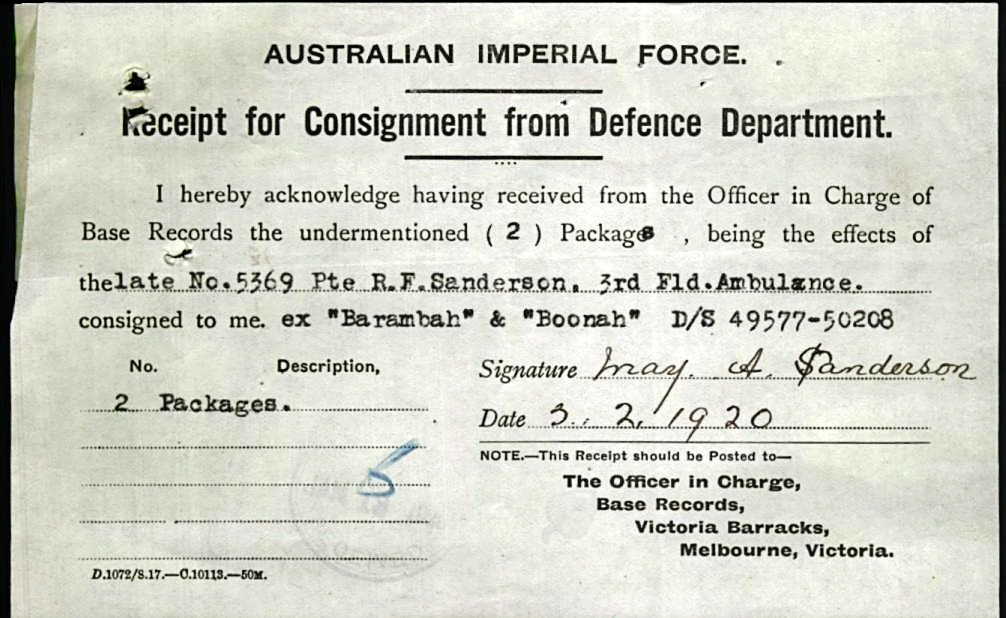 AUSTRALIAN IMPERIAL FORCE.
Receipt for Consignment from Defence Department.
I hereby acknowledge having received from the Officer in Charge of
Base Records the undermentioned ( 2 ) Packages , being the effects of
the late No.5369 Pte R.F.Sanderson. 3rd Fld.Ambulance.
consigned to me. ex "Barambah" & "Boonah" D/S 49577-50208
No. Description,
2 Packages.
Signature May. A. Sanderson
Date 3. 2. 1920
5
NOTE.—This Receipt should be Posted to—
The Officer in Charge,
Base Records,
Victoria Barracks,
Melbourne, Victoria.
D.1072/8.17.—C.10113.—50M.